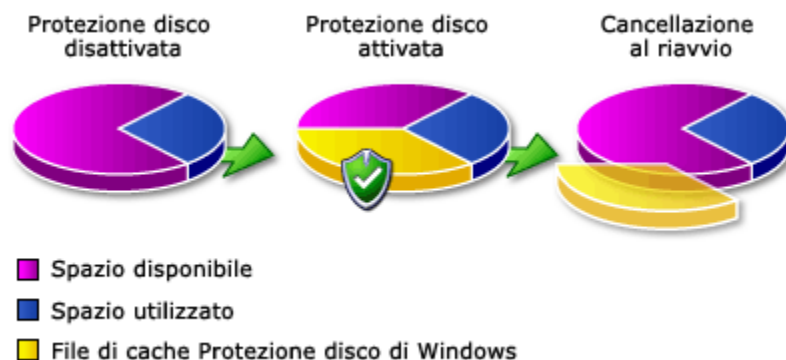 Protezione disco
disattivata
Protezione disco
attivata
Cancellazione
al riavvio
Spazio disponibile
Spazio utilizzato
File di cache Protezione disco di Windows